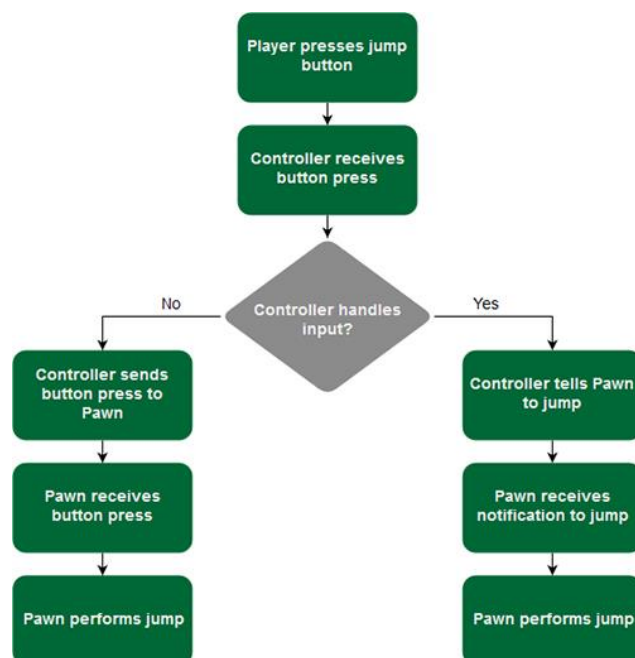 Player presses jump
button
Controller receives
button press
Controller handles
input?
No
Yes
Controller sends
button press to
Pawn
Pawn receives
button press
Pawn performs jump
Controller tells Pawn
to jump
Pawn receives
notification to jump
Pawn performs jump